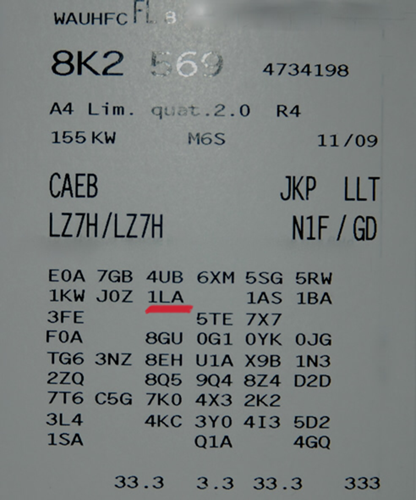 WAUHFC FL 8
8K2 569 4734198
A4 Lim. quat.2.0 R4
155 KW M6S 11/09
CAEB JKP LLT
LZ7H/LZ7H N1F/GD
E0A 7GB 4UB 6XM 5SG 5RW
1KW J0Z 1LA 1AS 1BA
3FE 5TE 7X7
F0A 8GU 0G1 0YK 0JG
TG6 3NZ 8EH U1A X9B 1N3
2ZQ 8Q5 9Q4 8Z4 D2D
7T6 C5G 7K0 4X3 2K2
3L4 4KC 3Y0 4I3 5D2
1SA Q1A 4GQ
33.3 3.3 33.3 333